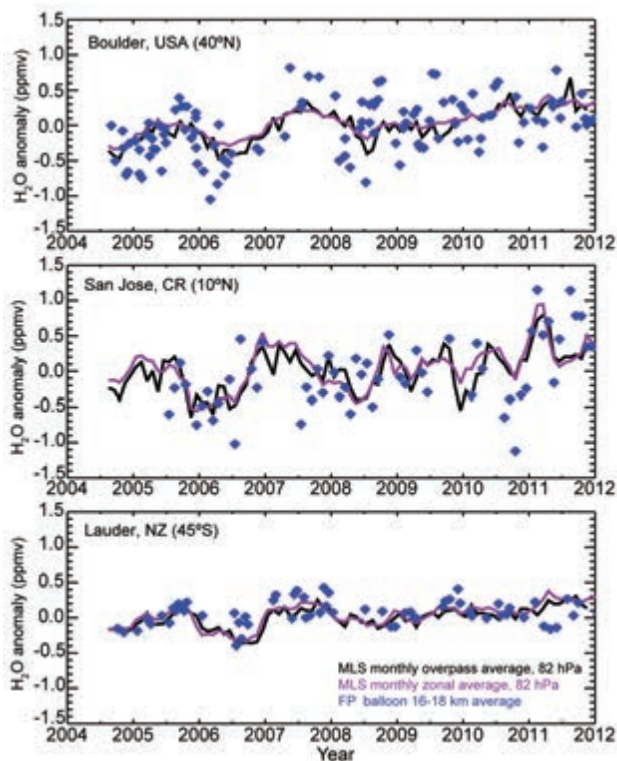 Boulder, USA (40ºN)
H2O anomaly (ppmv)
1.5
1.0
0.5
0.0
-0.5
-1.0
-1.5
2004 2005 2006 2007 2008 2009 2010 2011 2012
San Jose, CR (10ºN)
H2O anomaly (ppmv)
1.5
1.0
0.5
0.0
-0.5
-1.0
-1.5
2004 2005 2006 2007 2008 2009 2010 2011 2012
Lauder, NZ (45ºS)
H2O anomaly (ppmv)
1.5
1.0
0.5
0.0
-0.5
-1.0
-1.5
MLS monthly overpass average, 82 hPa
MLS monthly zonal average, 82 hPa
FP balloon 16-18 km average
2004 2005 2006 2007 2008 2009 2010 2011 2012
Year